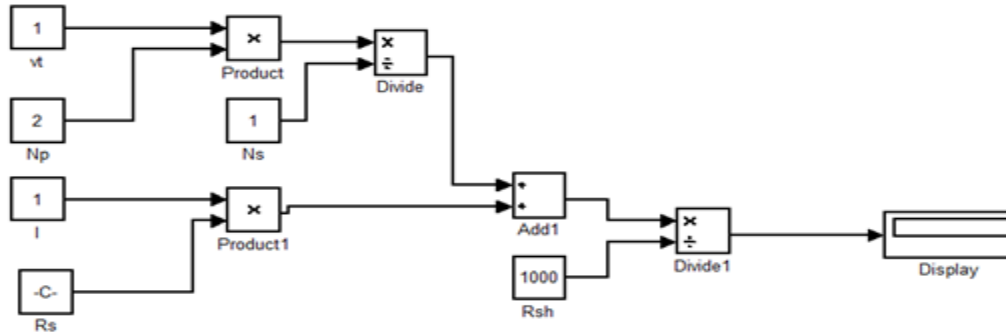 1
vt
×
Product
×
÷
Divide
2
Np
1
Ns
1
I
×
Product1
+
+
Add1
×
÷
Divide1
Display
-C-
Rs
1000
Rsh